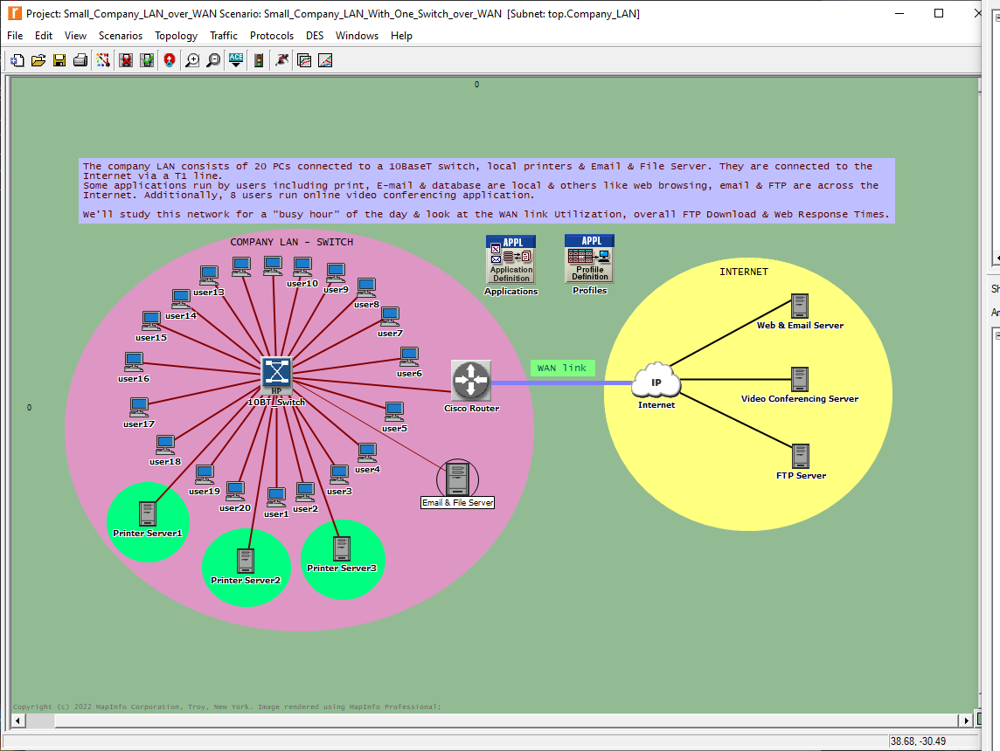 Project: Small_Company_LAN_over_WAN Scenario: Small_Company_LAN_With_One_Switch_over_WAN [Subnet: top.Company_LAN]
File Edit View Scenarios Topology Traffic Protocols DES Windows Help
ACE
0
The company LAN consists of 20 PCs connected to a 10BaseT switch, local printers & Email & File Server. They are connected to the
Internet via a T1 line.
Some applications run by users including print, E-mail & database are local & others like web browsing, email & FTP are across the
Internet. Additionally, 8 users run online video conferencing application.
We'll study this network for a "busy hour" of the day & look at the WAN link Utilization, overall FTP Download & Web Response Times.
COMPANY LAN - SWITCH
APPL
Application
Definition
Applications
APPL
Profile
Definition
Profiles
INTERNET
user13
user10
user9
user8
user14
user7
user15
user6
user16
HP
10BT_Switch
Cisco Router
WAN link
IP
Internet
Web & Email Server
Video Conferencing Server
FTP Server
0
user17
user5
user18
user4
user19
user3
user20
user1
user2
Email & File Server
Printer Server1
Printer Server2
Printer Server3
Copyright (c) 2022 MapInfo Corporation, Troy, New York. Image rendered using MapInfo Professional;
38.68, -30.49